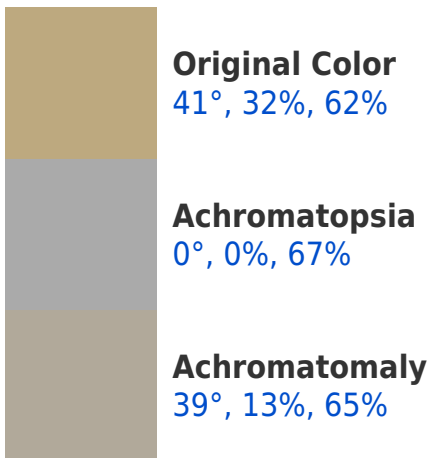 Original Color
41°, 32%, 62%
Achromatopsia
0°, 0%, 67%
Achromatomaly
39°, 13%, 65%